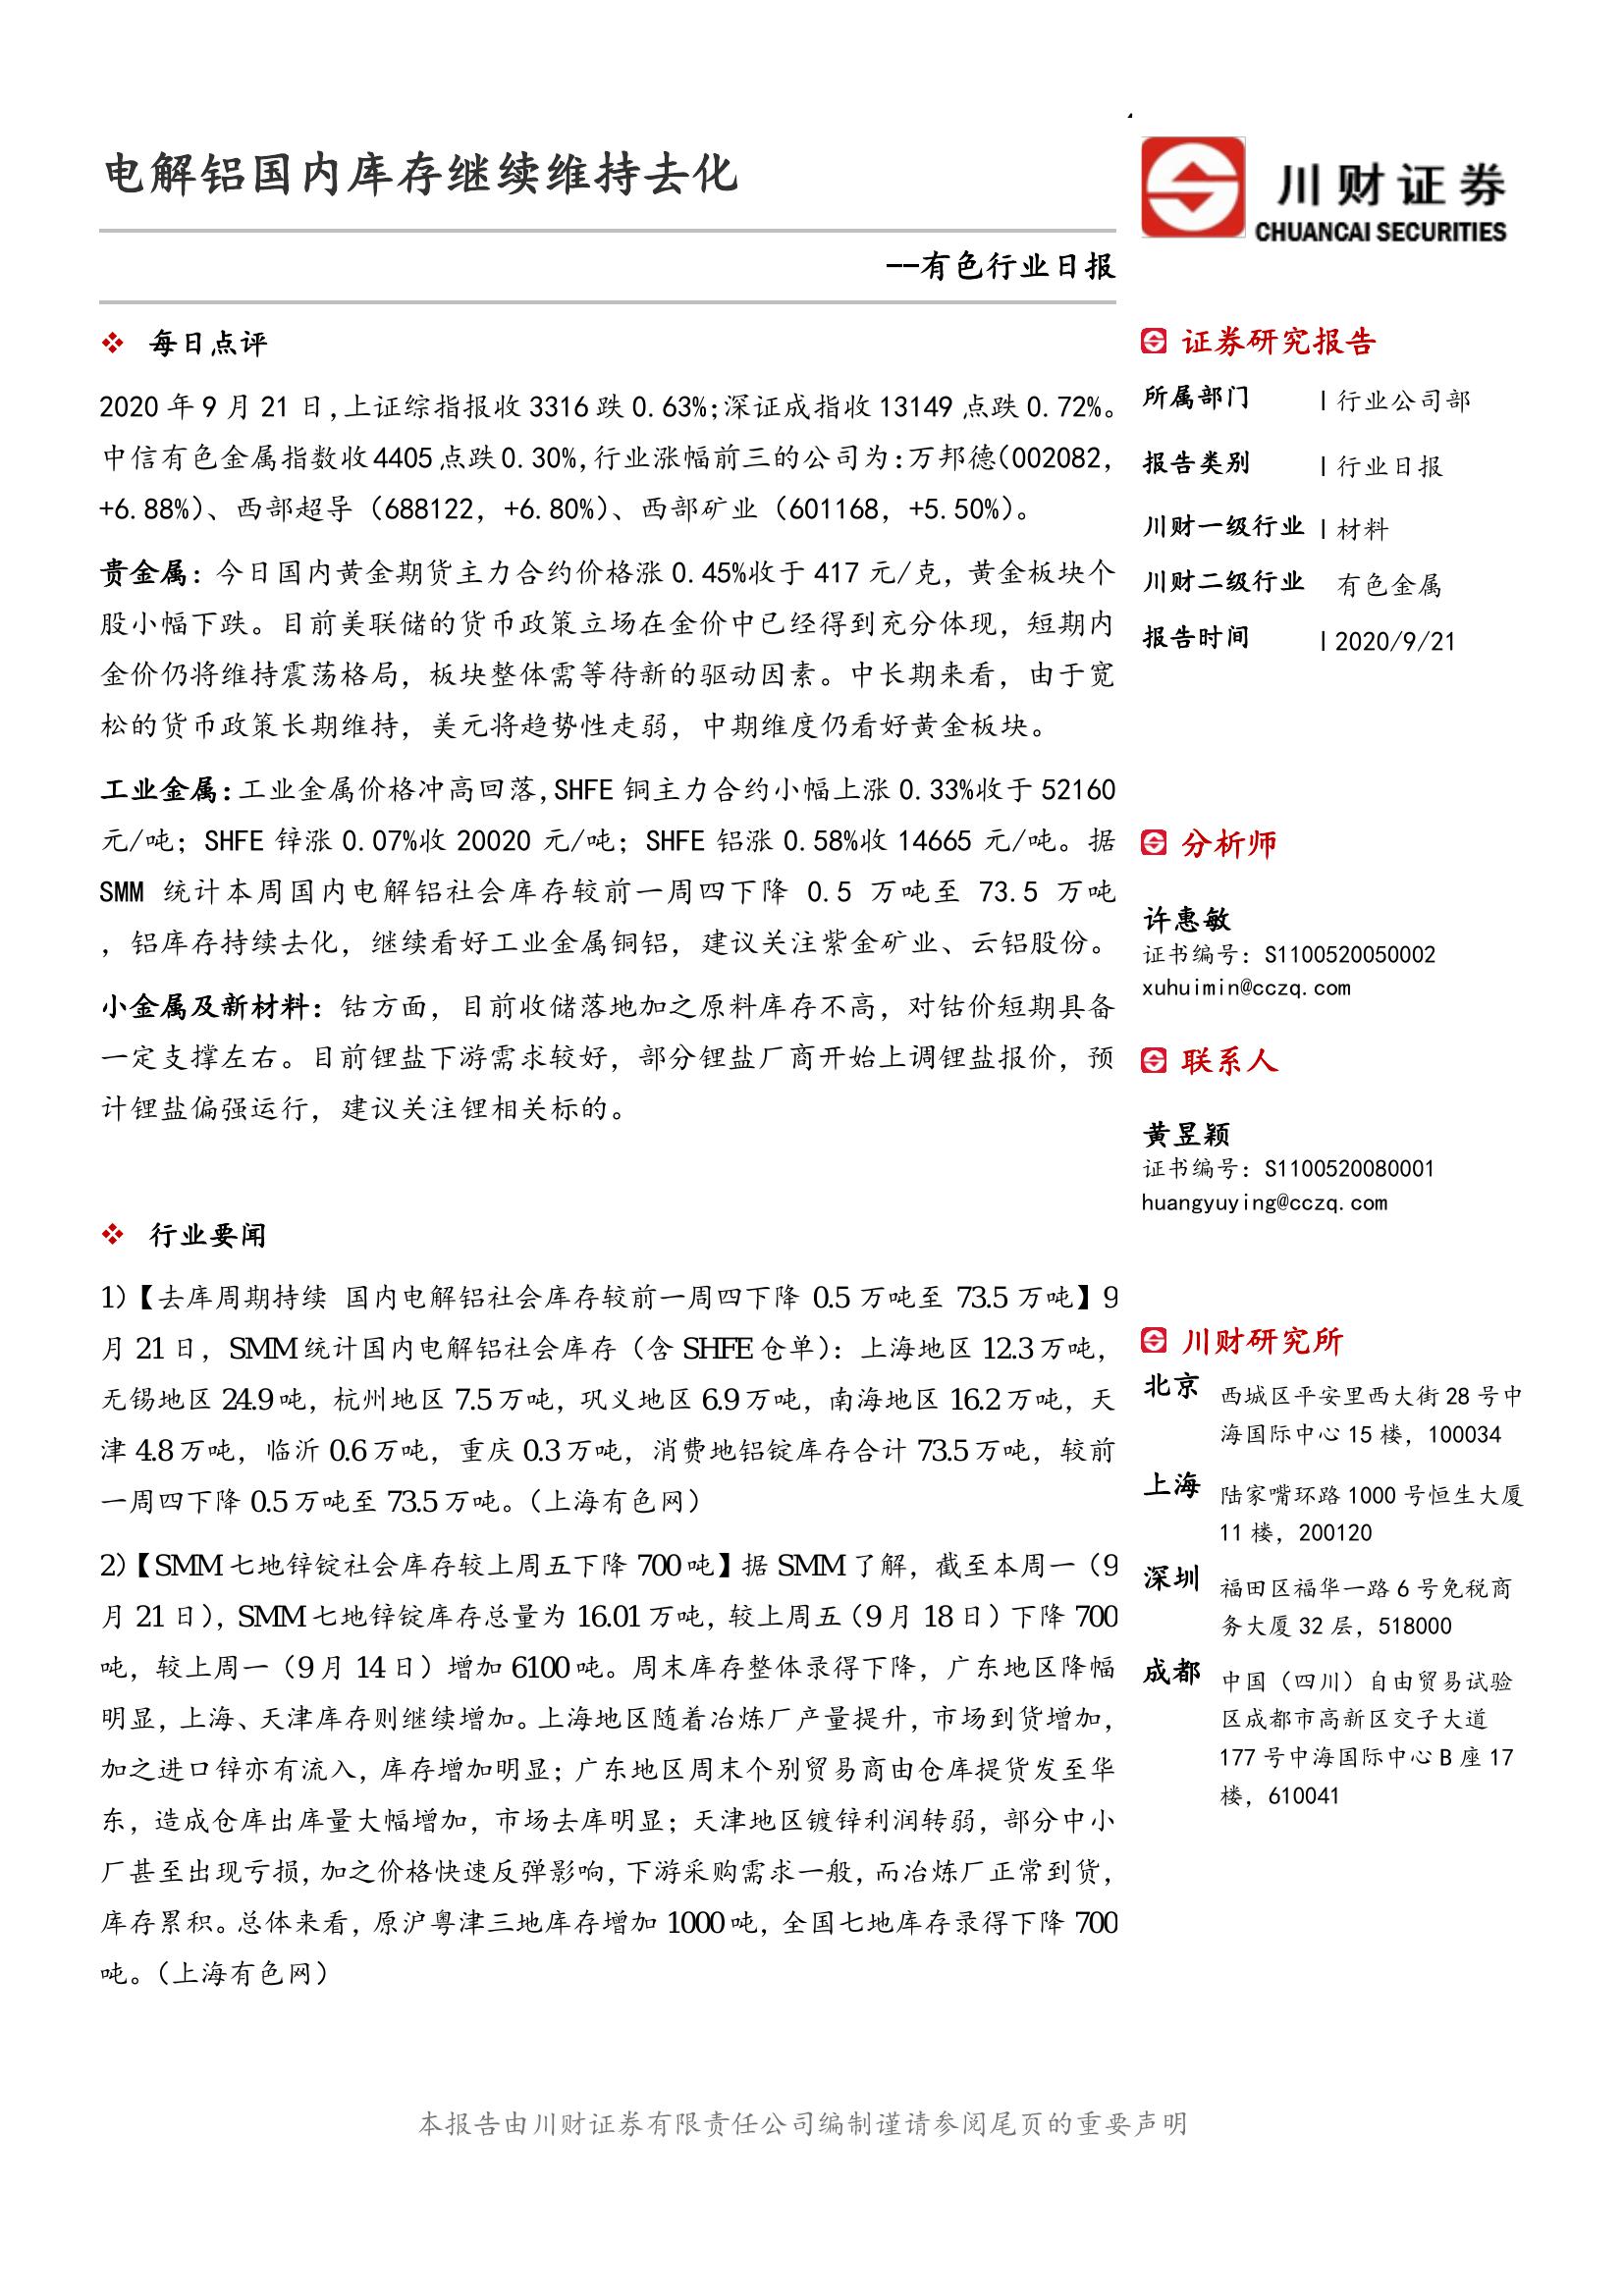 电解铝国内库存继续维持去化
——有色行业日报
川财证券
CHUANCAI SECURITIES
❖ 每日点评
2020 年 9 月 21 日，上证综指报收 3316 跌 0.63%；深证成指收 13149 点跌 0.72%。
中信有色金属指数收 4405 点跌 0.30%，行业涨幅前三的公司为：万邦德（002082，
+6.88%）、西部超导（688122，+6.80%）、西部矿业（601168，+5.50%）。
贵金属：今日国内黄金期货主力合约价格涨 0.45%收于 417 元/克，黄金板块个
股小幅下跌。目前美联储的货币政策立场在金价中已经得到充分体现，短期内
金价仍将维持震荡格局，板块整体需等待新的驱动因素。中长期来看，由于宽
松的货币政策长期维持，美元将趋势性走弱，中期维度仍看好黄金板块。
工业金属：工业金属价格冲高回落，SHFE 铜主力合约小幅上涨 0.33%收于 52160
元/吨；SHFE 锌涨 0.07%收 20020 元/吨；SHFE 铝涨 0.58%收 14665 元/吨。据
SMM 统计本周国内电解铝社会库存较前一周四下降 0.5 万吨至 73.5 万吨
，铝库存持续去化，继续看好工业金属铜铝，建议关注紫金矿业、云铝股份。
小金属及新材料：钴方面，目前收储落地加之原料库存不高，对钴价短期具备
一定支撑左右。目前锂盐下游需求较好，部分锂盐厂商开始上调锂盐报价，预
计锂盐偏强运行，建议关注锂相关标的。
❖ 行业要闻
1）【去库周期持续 国内电解铝社会库存较前一周四下降 0.5 万吨至 73.5 万吨】9
月 21 日，SMM 统计国内电解铝社会库存（含 SHFE 仓单）：上海地区 12.3 万吨，
无锡地区 24.9 吨，杭州地区 7.5 万吨，巩义地区 6.9 万吨，南海地区 16.2 万吨，天
津 4.8 万吨，临沂 0.6 万吨，重庆 0.3 万吨，消费地铝锭库存合计 73.5 万吨，较前
一周四下降 0.5 万吨至 73.5 万吨。（上海有色网）
2）【SMM 七地锌锭社会库存较上周五下降 700 吨】据 SMM 了解，截至本周一（9
月 21 日），SMM 七地锌锭库存总量为 16.01 万吨，较上周五（9 月 18 日）下降 700
吨，较上周一（9 月 14 日）增加 6100 吨。周末库存整体录得下降，广东地区降幅
明显，上海、天津库存则继续增加。上海地区随着冶炼厂产量提升，市场到货增加，
加之进口锌亦有流入，库存增加明显；广东地区周末个别贸易商由仓库提货发至华
东，造成仓库出库量大幅增加，市场去库明显；天津地区镀锌利润转弱，部分中小
厂甚至出现亏损，加之价格快速反弹影响，下游采购需求一般，而冶炼厂正常到货，
库存累积。总体来看，原沪粤津三地库存增加 1000 吨，全国七地库存录得下降 700
吨。（上海有色网）
证券研究报告
所属部门 | 行业公司部
报告类别 | 行业日报
川财一级行业 | 材料
川财二级行业 有色金属
报告时间 | 2020/9/21
分析师
许惠敏
证书编号：S1100520050002
xuhuimin@cczq.com
联系人
黄昱颖
证书编号：S1100520080001
huangyuying@cczq.com
川财研究所
北京 西城区平安里西大街 28 号中
海国际中心 15 楼，100034
上海 陆家嘴环路 1000 号恒生大厦
11 楼，200120
深圳 福田区福华一路 6 号免税商
务大厦 32 层，518000
成都 中国（四川）自由贸易试验
区成都市高新区交子大道
177 号中海国际中心 B 座 17
楼，610041
本报告由川财证券有限责任公司编制谨请参阅尾页的重要声明